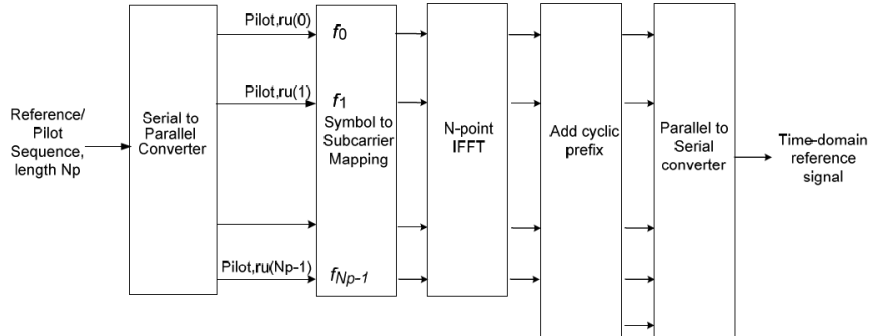 Reference/
Pilot
Sequence,
length Np
Serial to
Parallel
Converter
Pilot,ru(0)
Pilot,ru(1)
Pilot,ru(Np-1)
f0
f1
Symbol to
Subcarrier
Mapping
fNp-1
N-point
IFFT
Add cyclic
prefix
Parallel to
Serial
converter
Time-domain
reference
signal